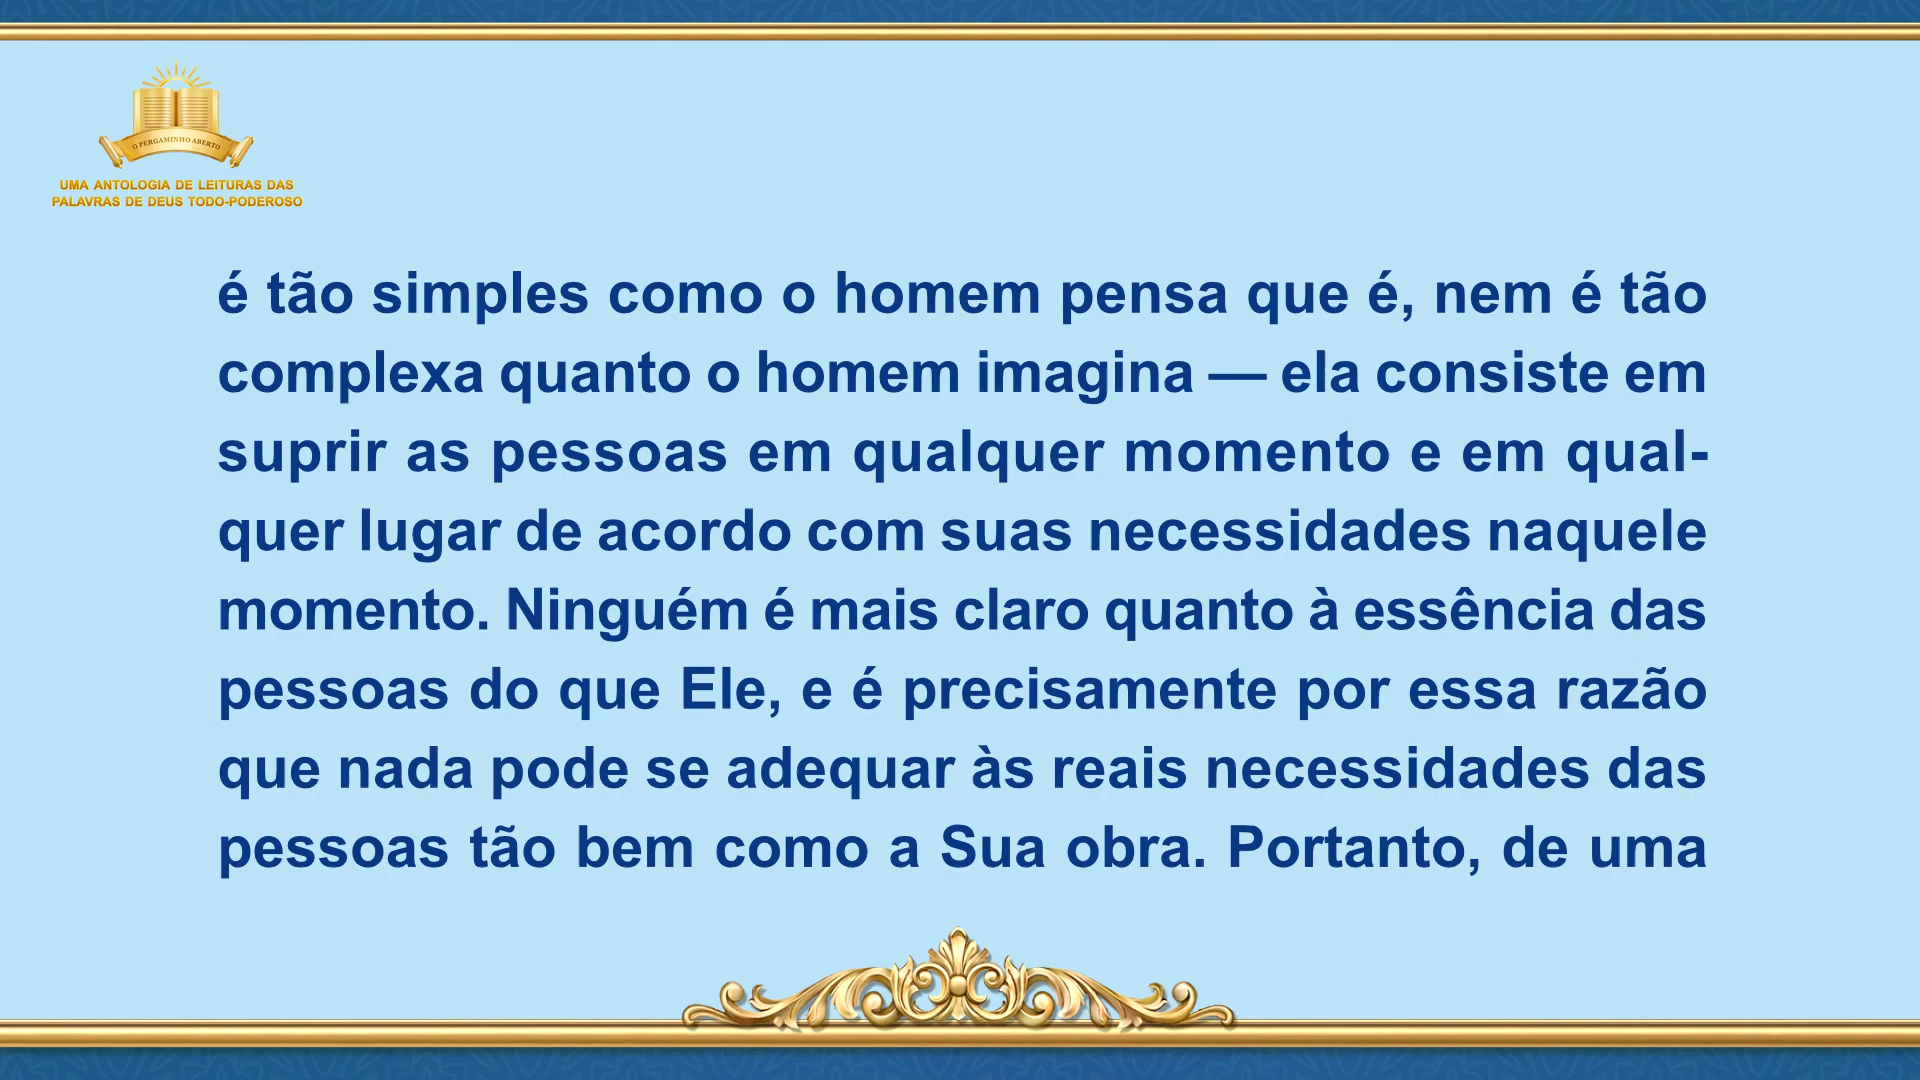 O PERGAMINHO ABERTO
UMA ANTOLOGIA DE LEITURAS DAS
PALAVRAS DE DEUS TODO-PODEROSO
é tão simples como o homem pensa que é, nem é tão
complexa quanto o homem imagina — ela consiste em
suprir as pessoas em qualquer momento e em qual-
quer lugar de acordo com suas necessidades naquele
momento. Ninguém é mais claro quanto à essência das
pessoas do que Ele, e é precisamente por essa razão
que nada pode se adequar às reais necessidades das
pessoas tão bem como a Sua obra. Portanto, de uma